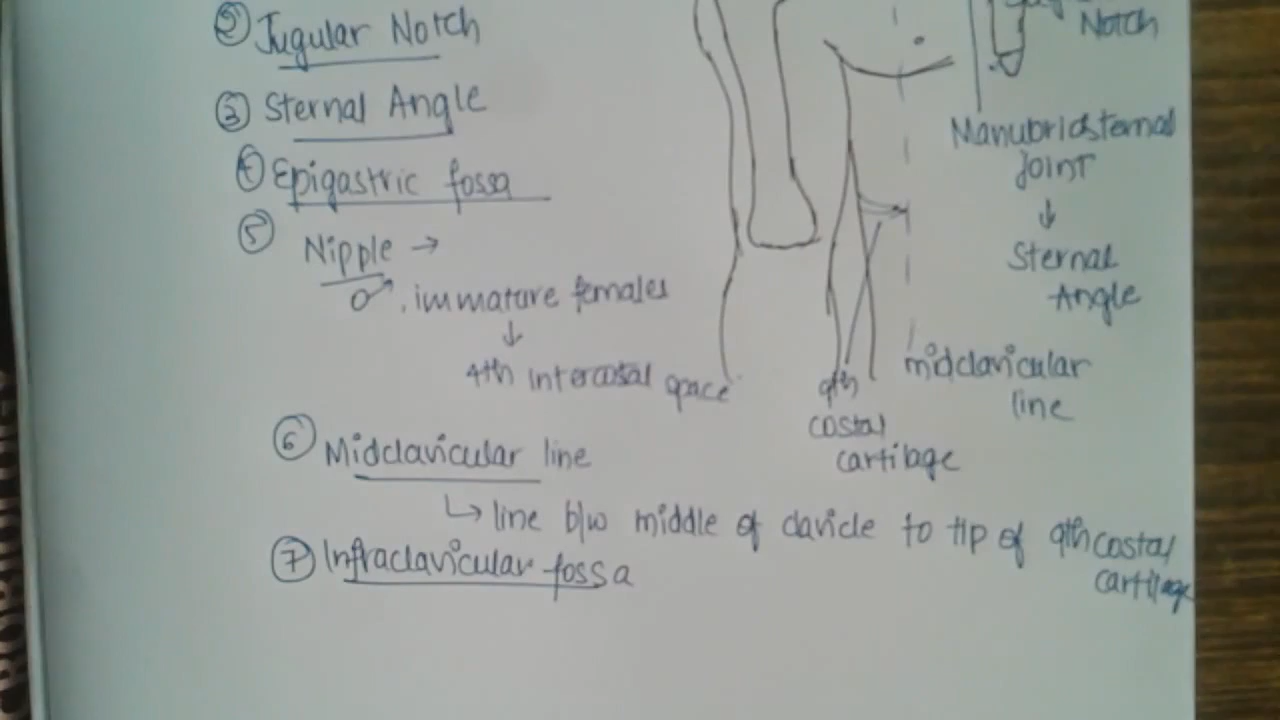 ② Jugular Notch
③ Sternal Angle
④ Epigastric fossa
⑤ Nipple →
♂, immature females
↓
4th intercostal space
⑥ Midclavicular line
↳ line b/w middle of clavicle to tip of 9th costal
cartilage
⑦ Infraclavicular fossa
Notch
Manubriosternal
Joint
↓
Sternal
Angle
midclavicular
line
9th
costal
cartilage